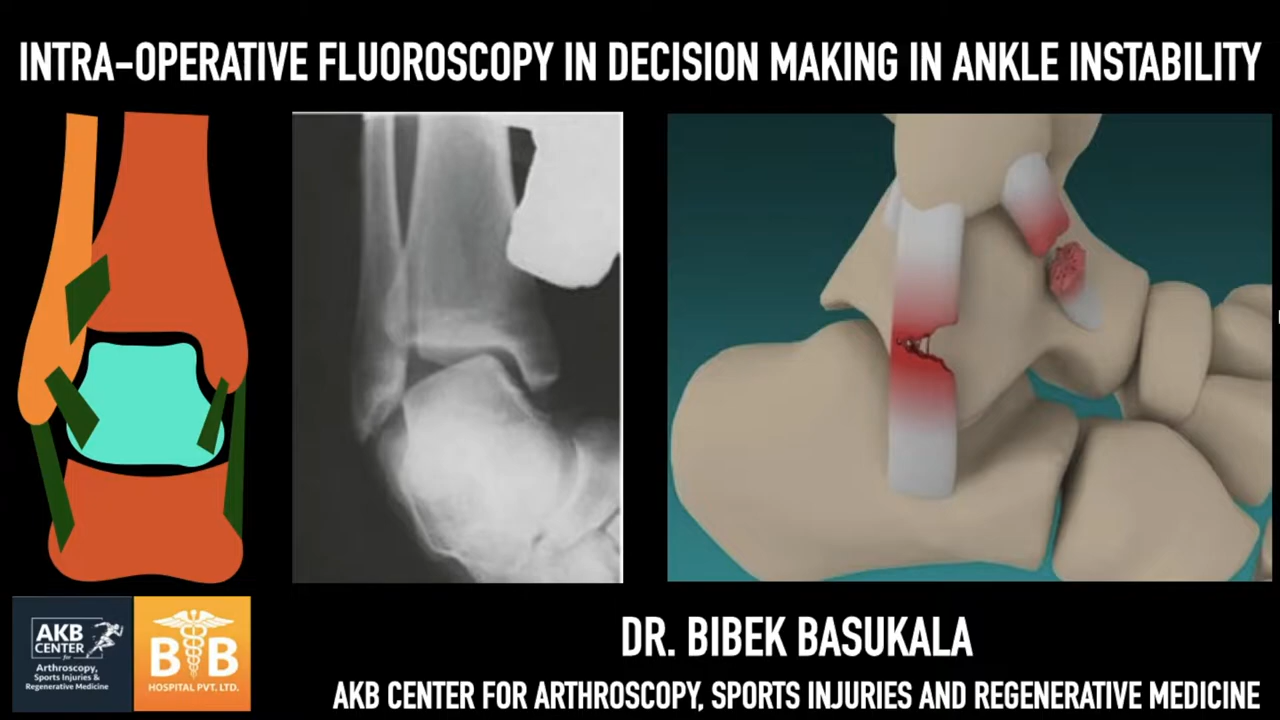 INTRA-OPERATIVE FLUOROSCOPY IN DECISION MAKING IN ANKLE INSTABILITY
AKB
CENTER
for
Arthroscopy,
Sports Injuries &
Regenerative Medicine
B B
HOSPITAL PVT. LTD.
DR. BIBEK BASUKALA
AKB CENTER FOR ARTHROSCOPY, SPORTS INJURIES AND REGENERATIVE MEDICINE